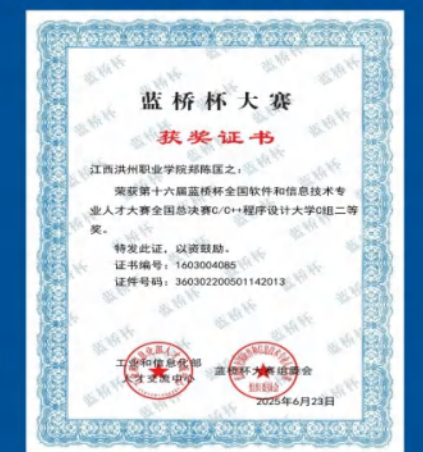 蓝桥杯大赛
获奖证书
江西洪州职业学院郑陈匡之：
荣获第十六届蓝桥杯全国软件和信息技术专
业人才大赛全国总决赛C/C++程序设计大学C组二等
奖。
特发此证，以资鼓励。
证书编号：1603004085
证件号码：360302200501142013
工业和信息化部
人才交流中心
蓝桥杯大赛组委会
2025年6月23日